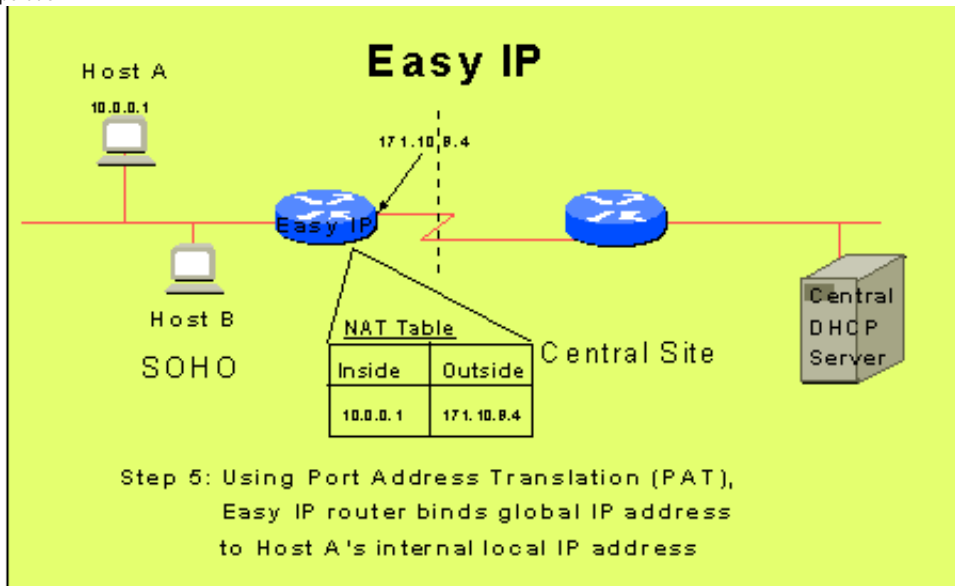 Easy IP
Host A
10.0.0.1
171.10.9.4
Easy IP
Host B
SOHO
NAT Table
Inside Outside
10.0.0.1 171.10.9.4
Central Site
Central
DHCP
Server
Step 5: Using Port Address Translation (PAT),
Easy IP router binds global IP address
to Host A's internal local IP address